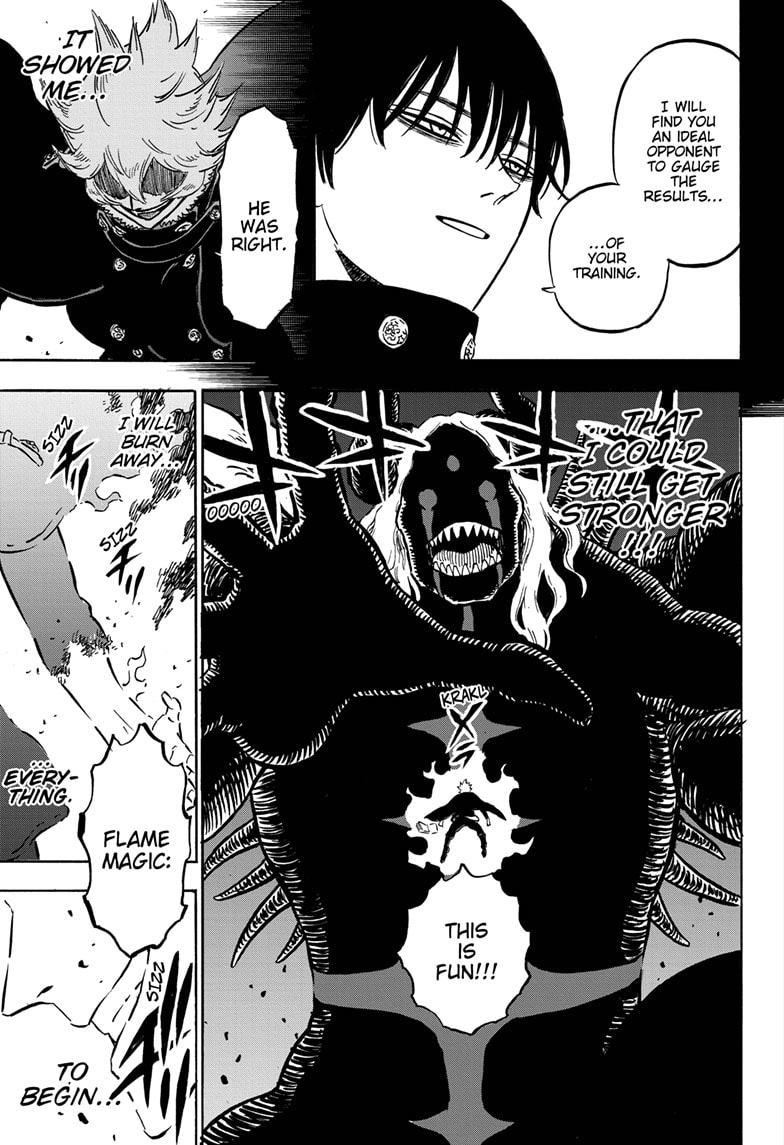 I WILL
FIND YOU
AN IDEAL
OPPONENT
TO GAUGE
THE
RESULTS...
...OF
YOUR
TRAINING.
IT
SHOWED
ME...
HE
WAS
RIGHT.
...THAT
I COULD
STILL GET
STRONGER
!!!
OOOOO
KRAKL
THIS
IS
FUN!!!
I WILL
BURN
AWAY...
SIZZ
SIZZ
...
EVERY-
THING.
FLAME
MAGIC:
SIZZ
TO
BEGIN...